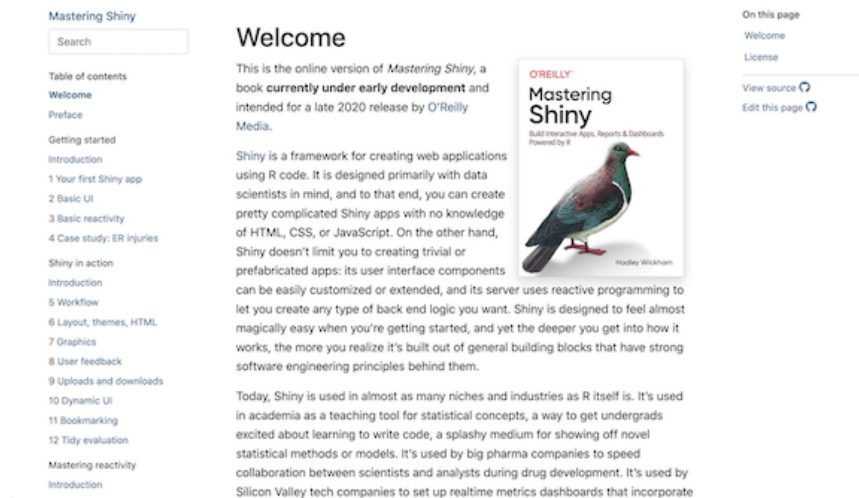 Mastering Shiny
Search
Table of contents
Welcome
Preface
Getting started
Introduction
1 Your first Shiny app
2 Basic UI
3 Basic reactivity
4 Case study: ER injuries
Shiny in action
Introduction
5 Workflow
6 Layout, themes, HTML
7 Graphics
8 User feedback
9 Uploads and downloads
10 Dynamic UI
11 Bookmarking
12 Tidy evaluation
Mastering reactivity
Introduction
Welcome
This is the online version of Mastering Shiny, a
book currently under early development and
intended for a late 2020 release by O'Reilly
Media.
Shiny is a framework for creating web applications
using R code. It is designed primarily with data
scientists in mind, and to that end, you can create
pretty complicated Shiny apps with no knowledge
of HTML, CSS, or JavaScript. On the other hand,
Shiny doesn't limit you to creating trivial or
prefabricated apps: its user interface components
can be easily customized or extended, and its server uses reactive programming to
let you create any type of back end logic you want. Shiny is designed to feel almost
magically easy when you're getting started, and yet the deeper you get into how it
works, the more you realize it's built out of general building blocks that have strong
software engineering principles behind them.
Today, Shiny is used in almost as many niches and industries as R itself is. It's used
in academia as a teaching tool for statistical concepts, a way to get undergrads
excited about learning to write code, a splashy medium for showing off novel
statistical methods or models. It's used by big pharma companies to speed
collaboration between scientists and analysts during drug development. It's used by
Silicon Valley tech companies to set up realtime metrics dashboards that incorporate
O'REILLY
Mastering
Shiny
Build Interactive Apps, Reports & Dashboards
Powered by R
Hadley Wickham
On this page
Welcome
License
View source
Edit this page